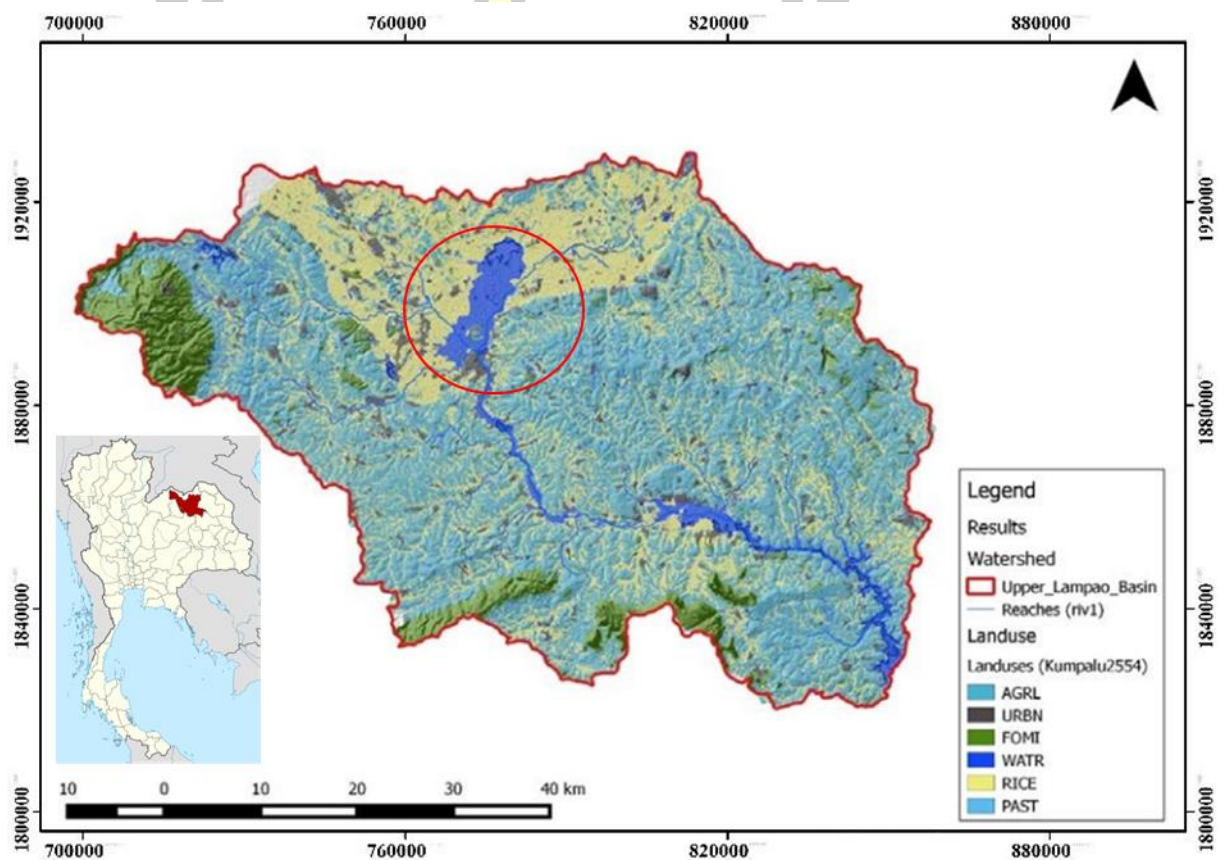 700000 760000 820000 880000
1920000 1920000
1880000 1880000
1840000 1840000
1800000 1800000
Legend
Results
Watershed
Upper_Lampao_Basin
Reaches (riv1)
Landuse
Landuses (Kumpalu2554)
AGRL
URBN
FOMI
WATR
RICE
PAST
10 0 10 20 30 40 km
700000 760000 820000 880000